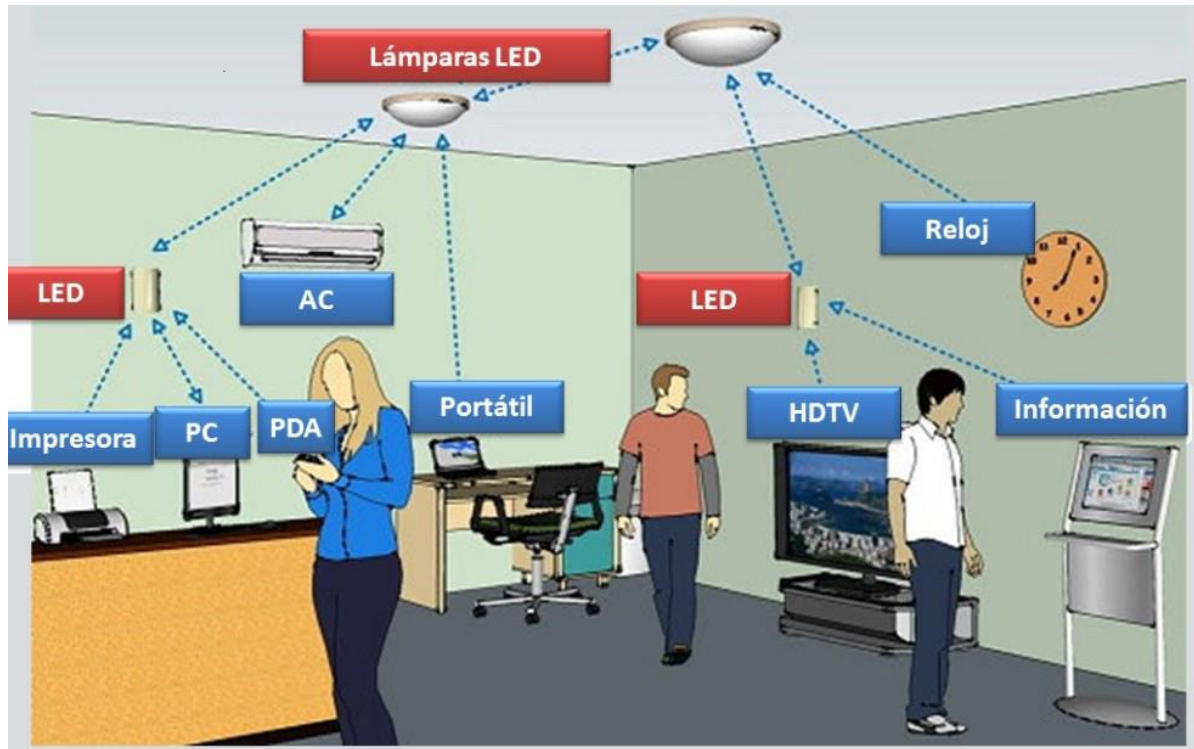 Lámparas LED
Reloj
LED
AC
LED
Impresora
PC
PDA
Portátil
HDTV
Información